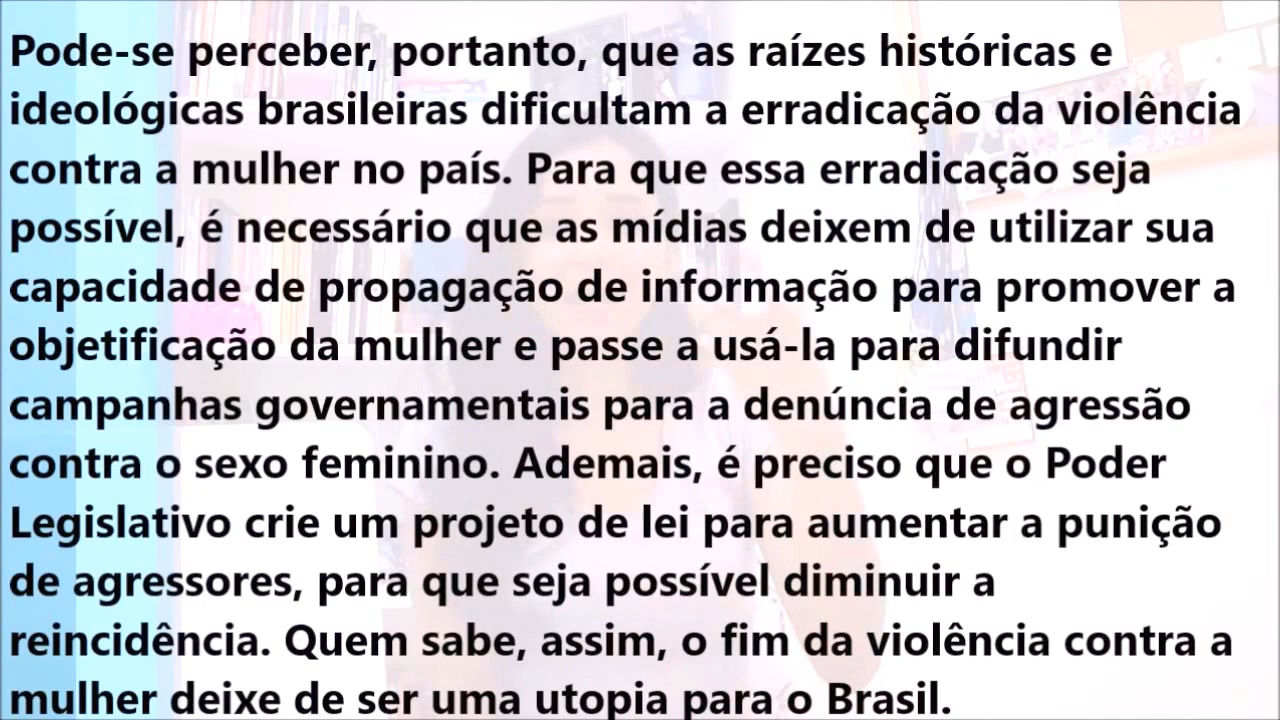 Pode-se perceber, portanto, que as raízes históricas e
ideológicas brasileiras dificultam a erradicação da violência
contra a mulher no país. Para que essa erradicação seja
possível, é necessário que as mídias deixem de utilizar sua
capacidade de propagação de informação para promover a
objetificação da mulher e passe a usá-la para difundir
campanhas governamentais para a denúncia de agressão
contra o sexo feminino. Ademais, é preciso que o Poder
Legislativo crie um projeto de lei para aumentar a punição
de agressores, para que seja possível diminuir a
reincidência. Quem sabe, assim, o fim da violência contra a
mulher deixe de ser uma utopia para o Brasil.